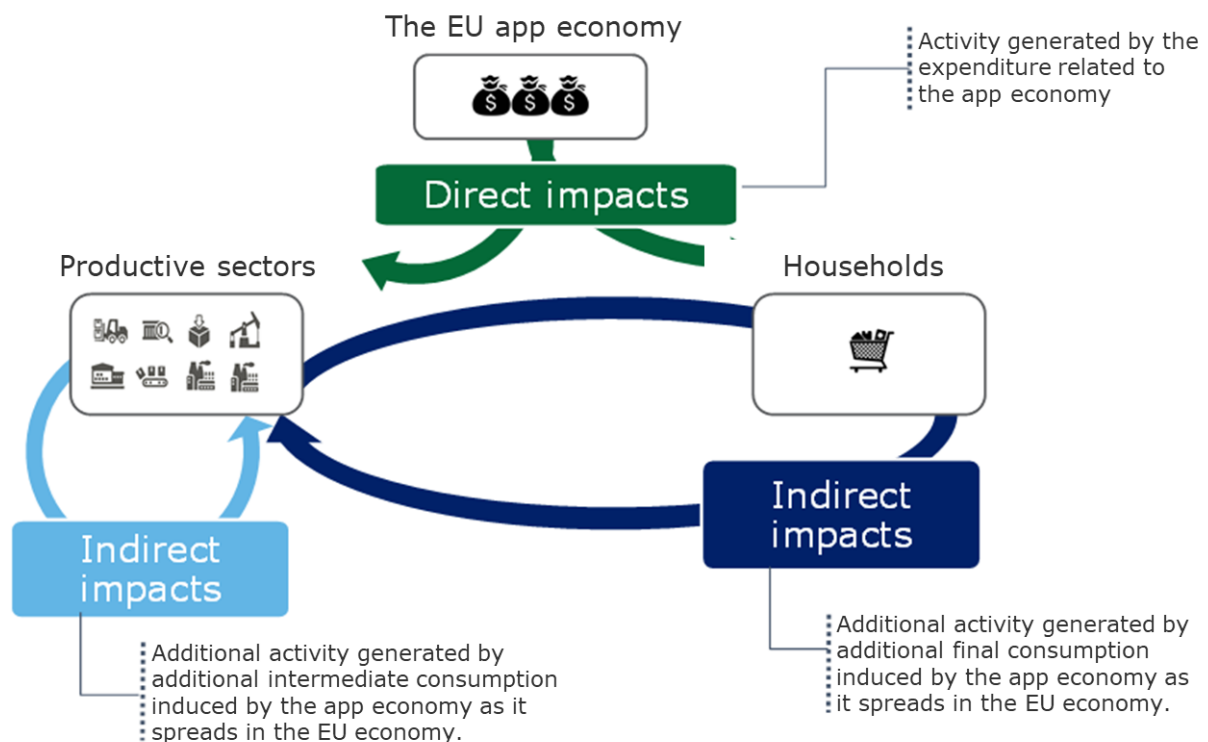 The EU app economy
Activity generated by the
expenditure related to
the app economy
$ $ $
Direct impacts
Productive sectors
Households
Indirect
impacts
Indirect
impacts
Additional activity generated by
additional final consumption
induced by the app economy as
it spreads in the EU economy.
Additional activity generated by
additional intermediate consumption
induced by the app economy as it
spreads in the EU economy.